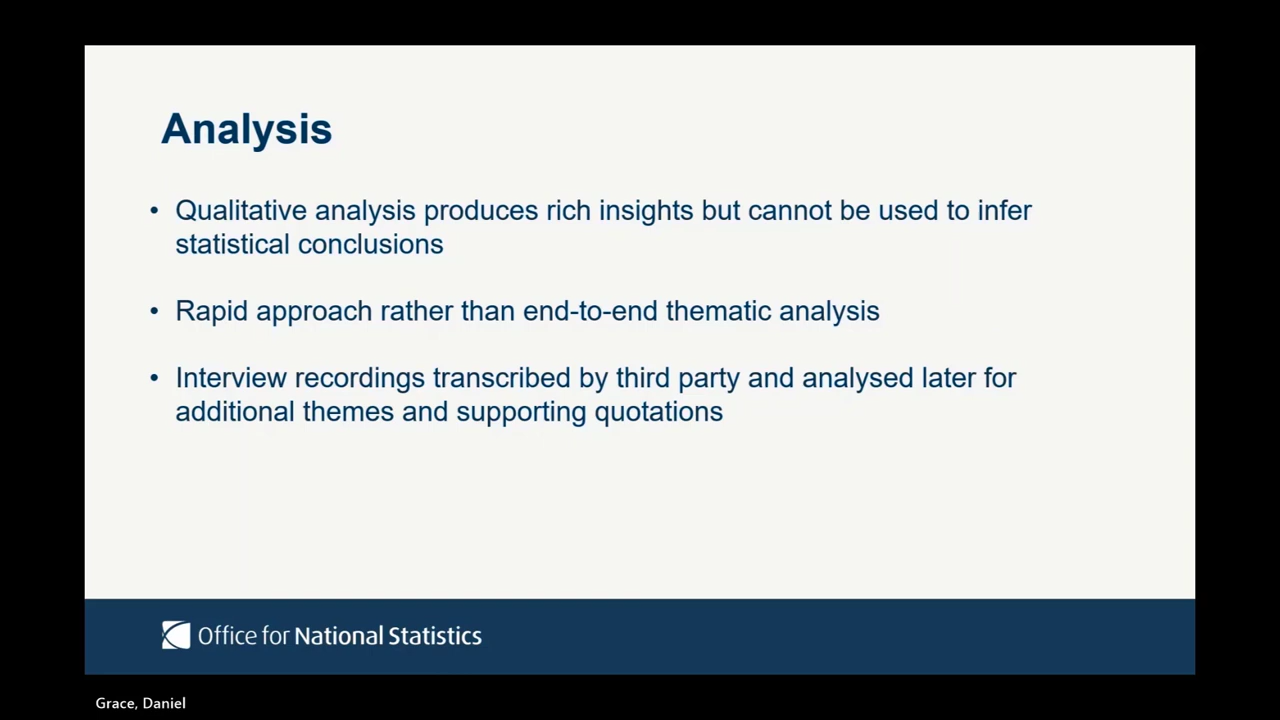 Analysis
• Qualitative analysis produces rich insights but cannot be used to infer
statistical conclusions
• Rapid approach rather than end-to-end thematic analysis
• Interview recordings transcribed by third party and analysed later for
additional themes and supporting quotations
Office for National Statistics
Grace, Daniel